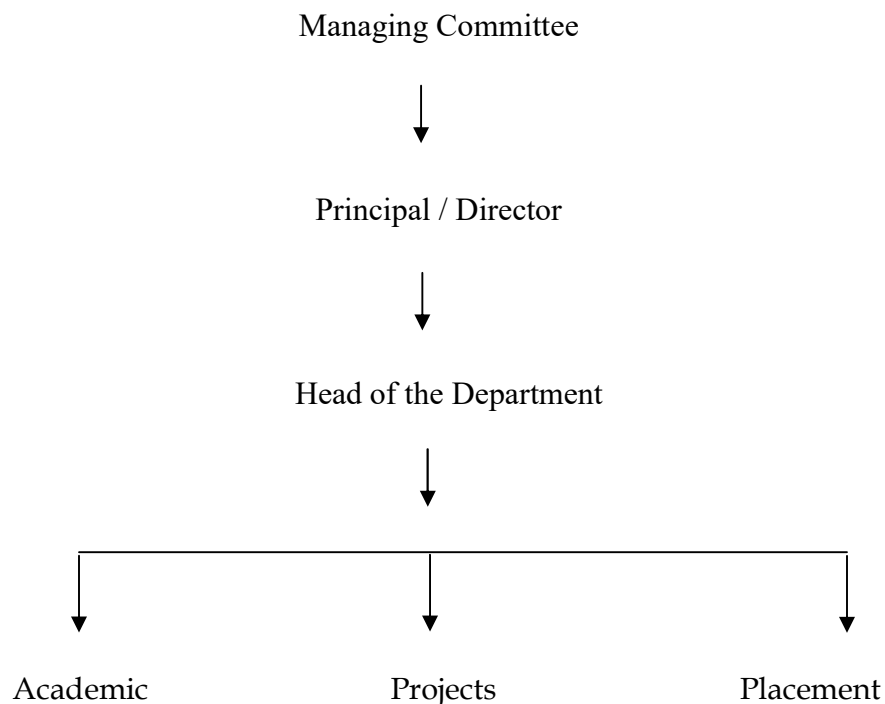 Managing Committee
Principal / Director
Head of the Department
Academic Projects Placement